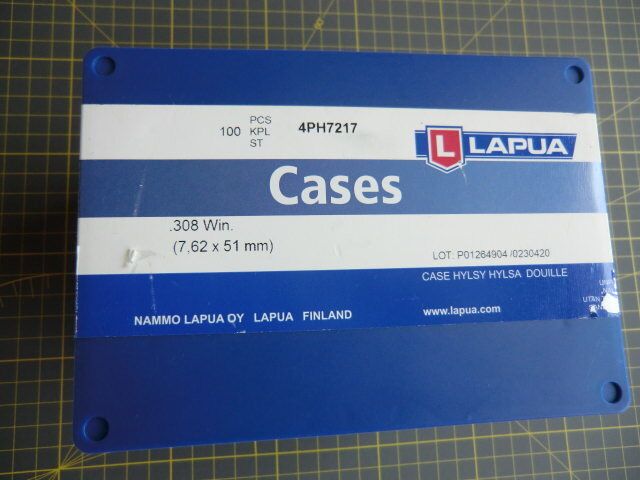 100 PCS KPL ST 4PH7217
L LAPUA
Cases
.308 Win.
(7,62 x 51 mm)
LOT: P01264904 /0230420
CASE HYLSY HYLSA DOUILLE
UTAN
NAMMO LAPUA OY LAPUA FINLAND
www.lapua.com